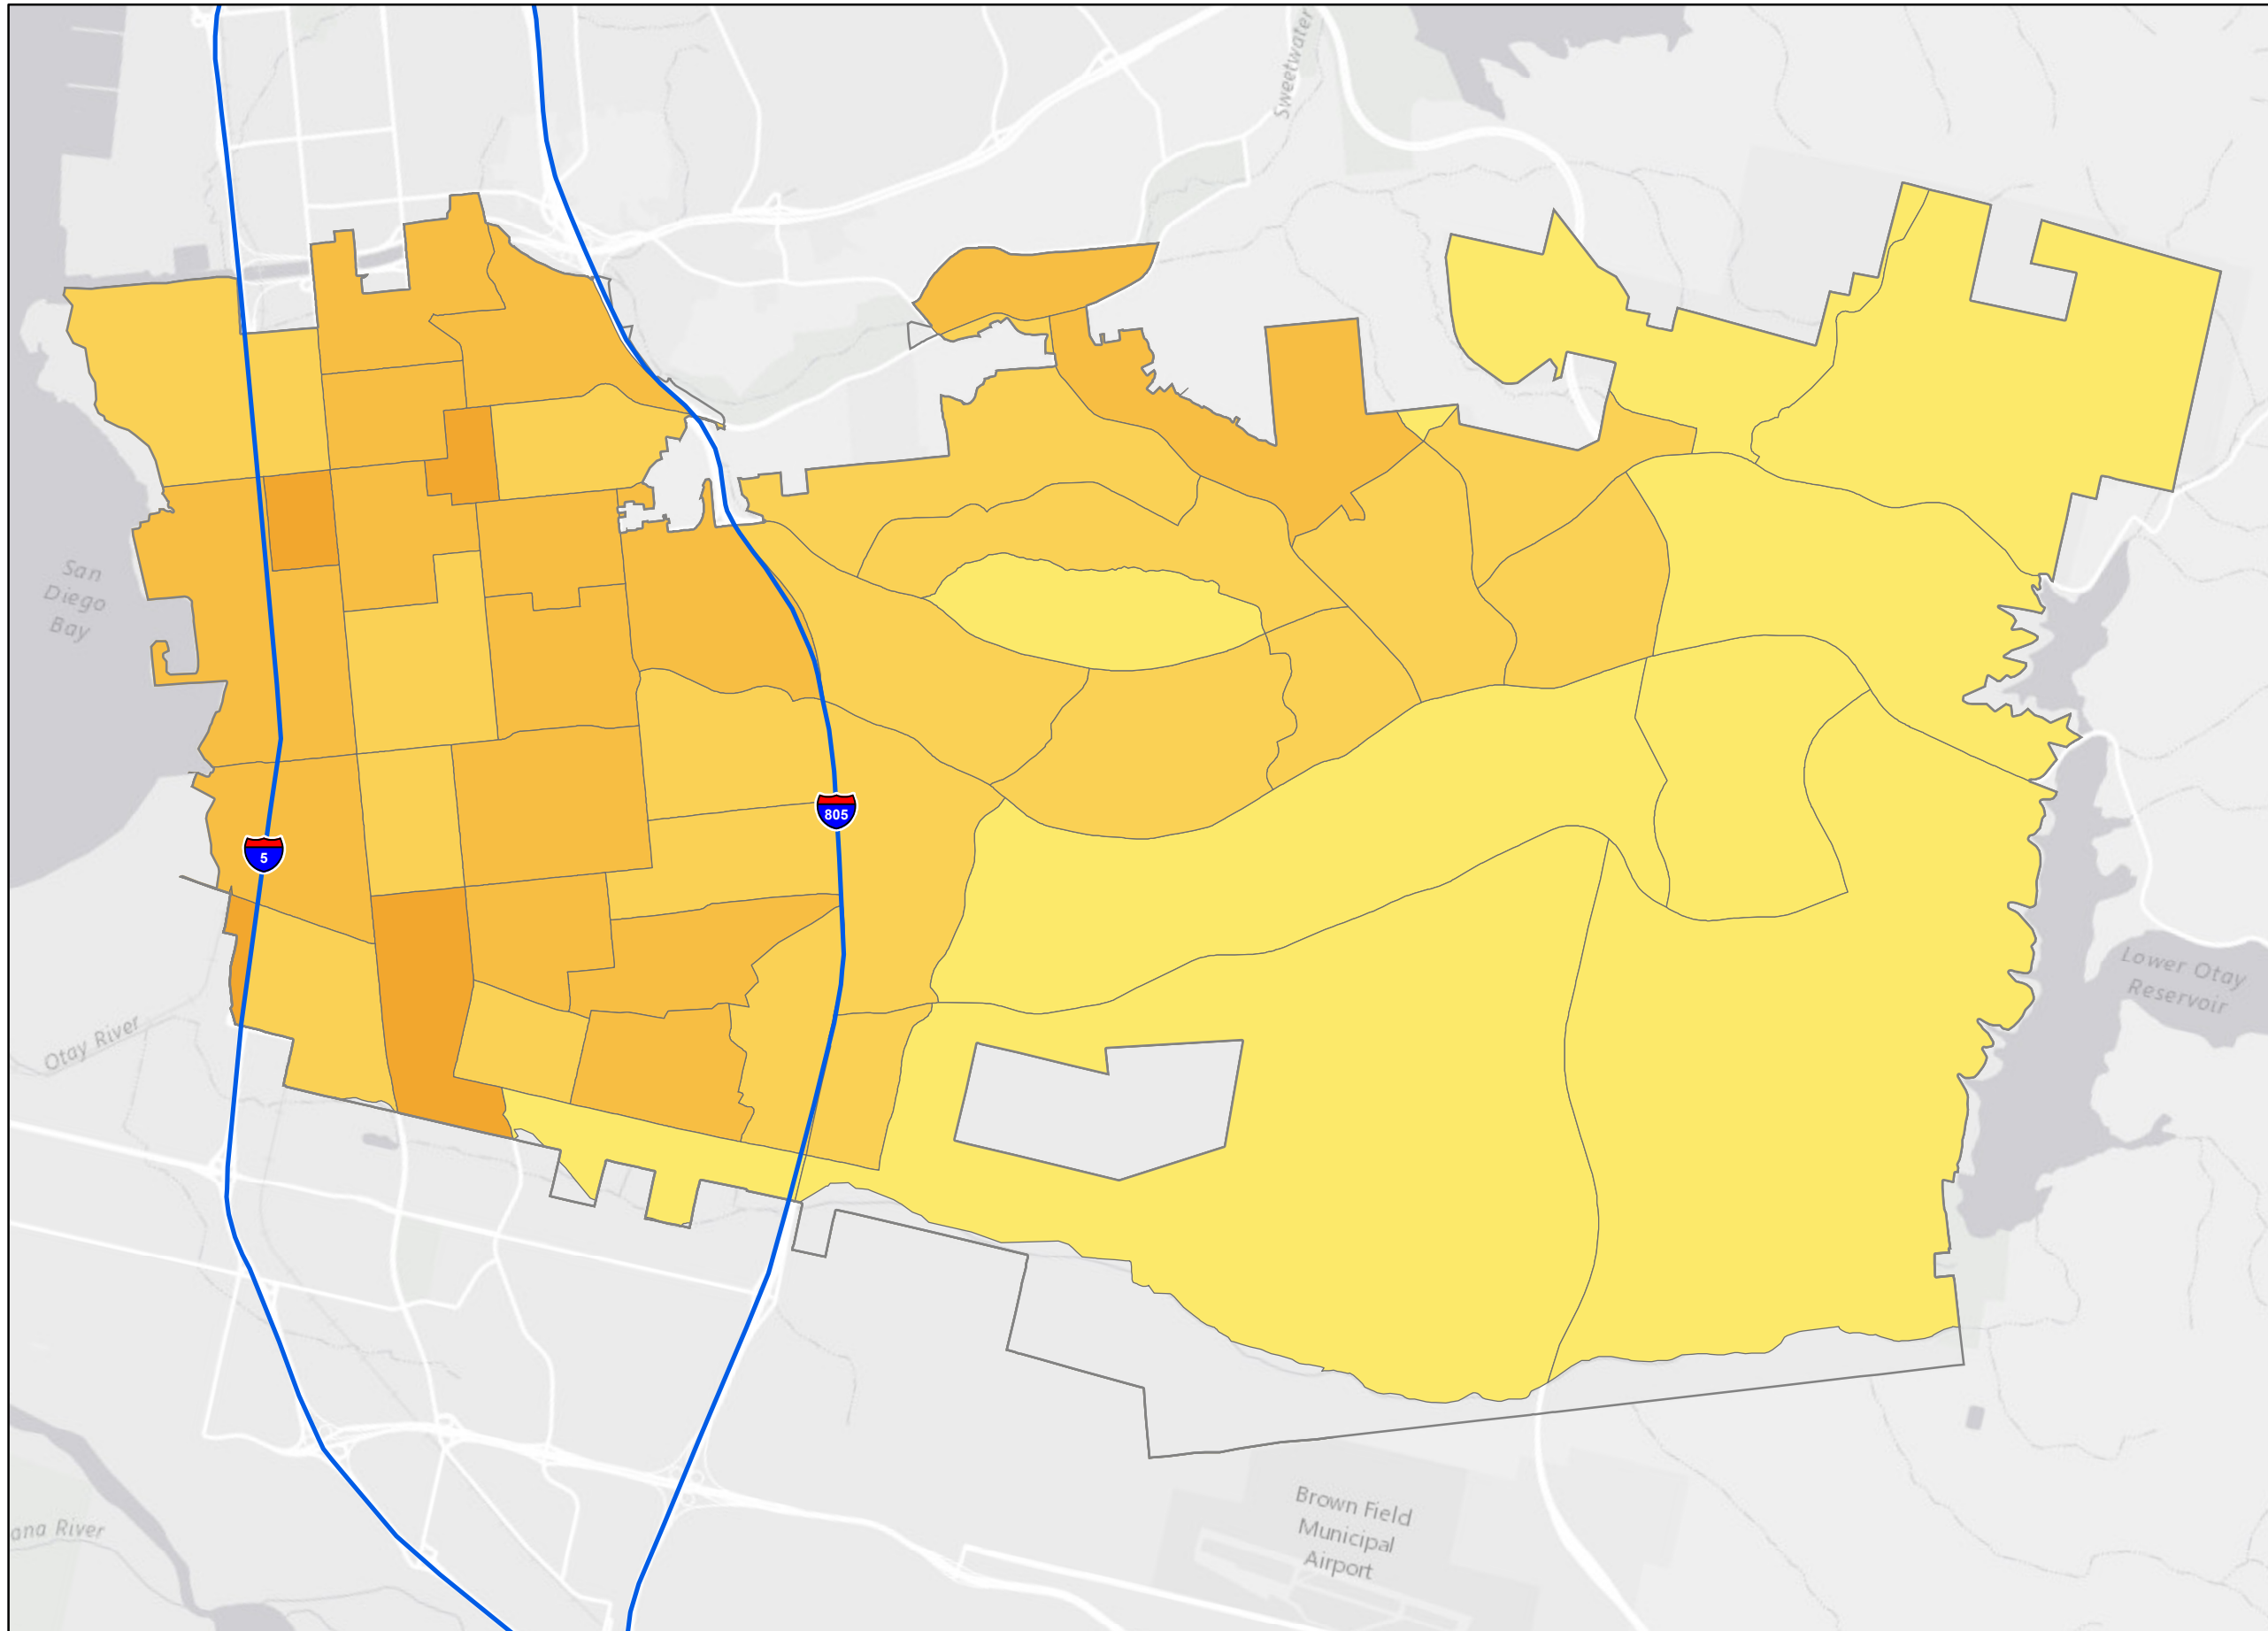 Sweetwater
San
Diego
Bay
805
5
Lower Otay
Reservoir
Otay River
Brown Field
Municipal
Airport
ana River